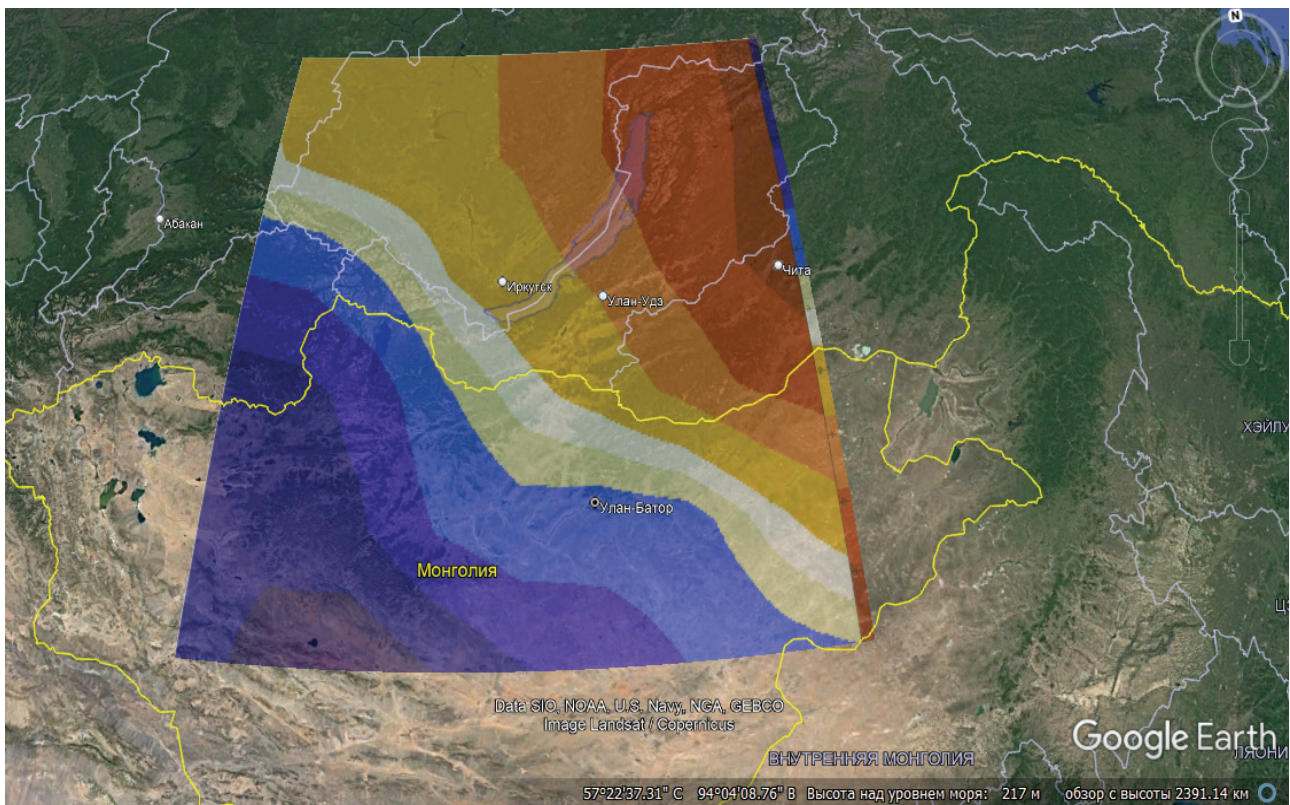 N
Абакан
Иркутск
Улан-Удэ
Чита
ХЭЙЛУ
Улан-Батор
Монголия
ЦЗ
Data SIO, NOAA, U.S. Navy, NGA, GEBCO
Image Landsat / Copernicus
Google Earth
ВНУТРЕННЯЯ МОНГОЛИЯ
ЛЯОНИ
57°22'37.31" С 94°04'08.76" В Высота над уровнем моря: 217 м обзор с высоты 2391.14 км